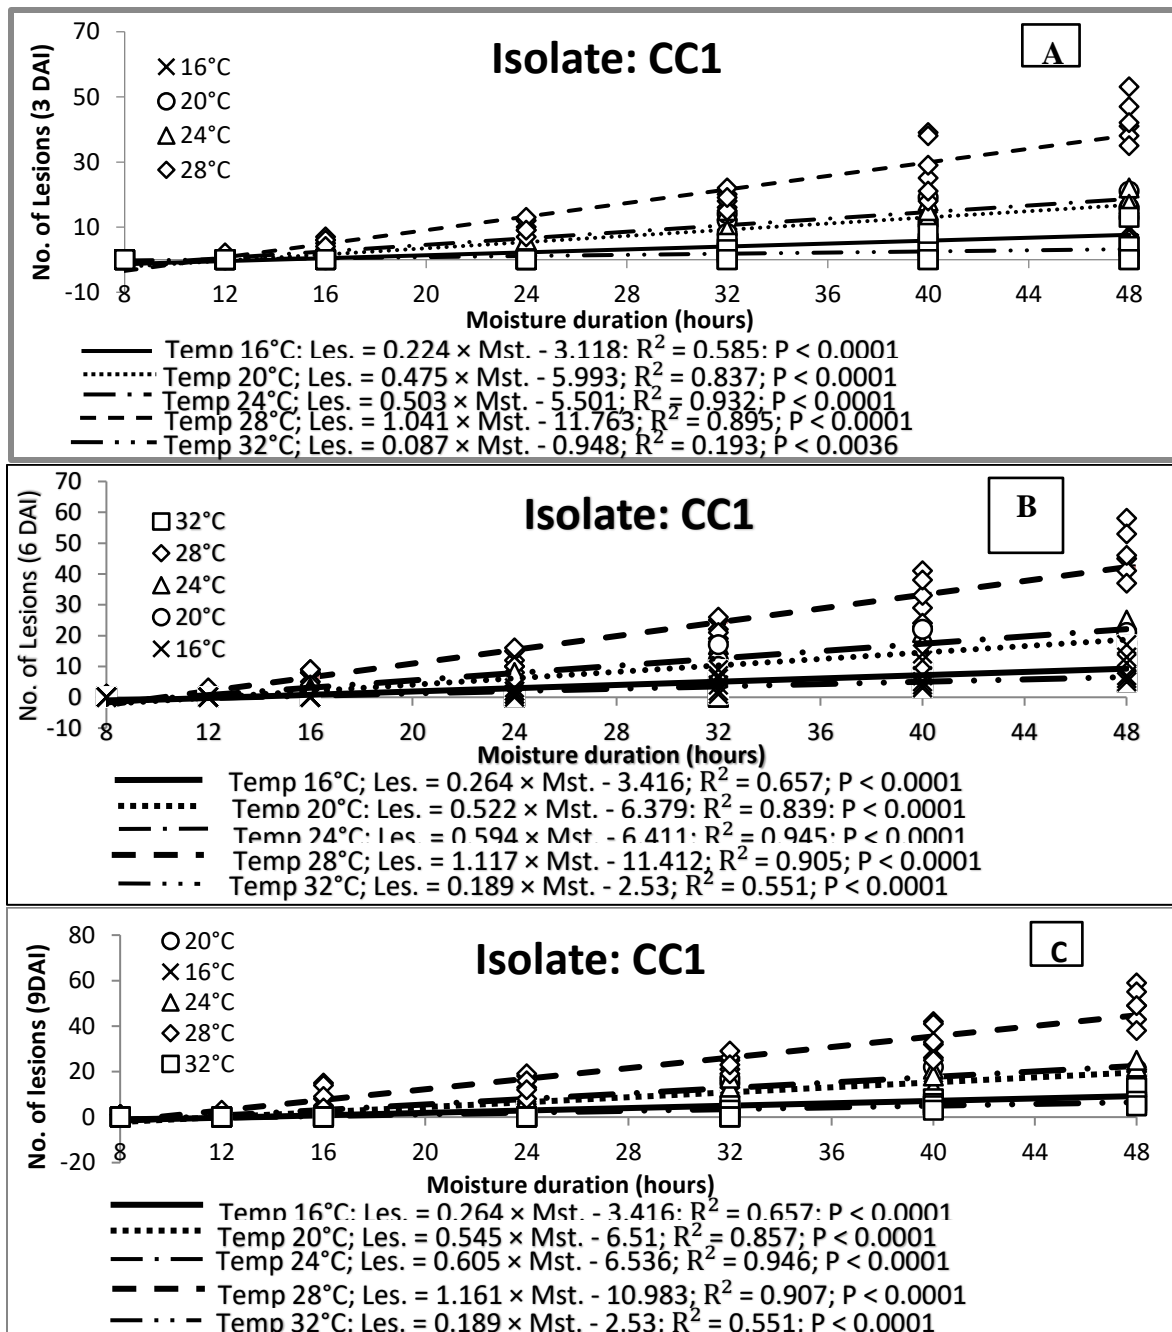 70
Isolate: CC1
A
16°C
50
20°C
24°C
30
28°C
10
-10
No. of Lesions (3 DAI)
8 12 16 20 24 28 32 36 40 44 48
Moisture duration (hours)
Temp 16°C; Les. = 0.224 × Mst. - 3.118; R² = 0.585; P < 0.0001
Temp 20°C; Les. = 0.475 × Mst. - 5.993; R² = 0.837; P < 0.0001
Temp 24°C; Les. = 0.503 × Mst. - 5.501; R² = 0.932; P < 0.0001
Temp 28°C; Les. = 1.041 × Mst. - 11.763; R² = 0.895; P < 0.0001
Temp 32°C; Les. = 0.087 × Mst. - 0.948; R² = 0.193; P < 0.0036
70
Isolate: CC1
B
60
32°C
50
28°C
40
24°C
30
20°C
20
16°C
10
0
-10
No. of Lesions (6 DAI)
8 12 16 20 24 28 32 36 40 44 48
Moisture duration (hours)
Temp 16°C; Les. = 0.264 × Mst. - 3.416; R² = 0.657; P < 0.0001
Temp 20°C; Les. = 0.522 × Mst. - 6.379; R² = 0.839; P < 0.0001
Temp 24°C; Les. = 0.594 × Mst. - 6.411; R² = 0.945; P < 0.0001
Temp 28°C; Les. = 1.117 × Mst. - 11.412; R² = 0.905; P < 0.0001
Temp 32°C; Les. = 0.189 × Mst. - 2.53; R² = 0.551; P < 0.0001
80
Isolate: CC1
C
20°C
16°C
60
24°C
40
28°C
32°C
20
0
-20
No. of lesions (9DAI)
8 12 16 20 24 28 32 36 40 44 48
Moisture duration (hours)
Temp 16°C; Les. = 0.264 × Mst. - 3.416; R² = 0.657; P < 0.0001
Temp 20°C; Les. = 0.545 × Mst. - 6.51; R² = 0.857; P < 0.0001
Temp 24°C; Les. = 0.605 × Mst. - 6.536; R² = 0.946; P < 0.0001
Temp 28°C; Les. = 1.161 × Mst. - 10.983; R² = 0.907; P < 0.0001
Temp 32°C; Les. = 0.189 × Mst. - 2.53; R² = 0.551; P < 0.0001